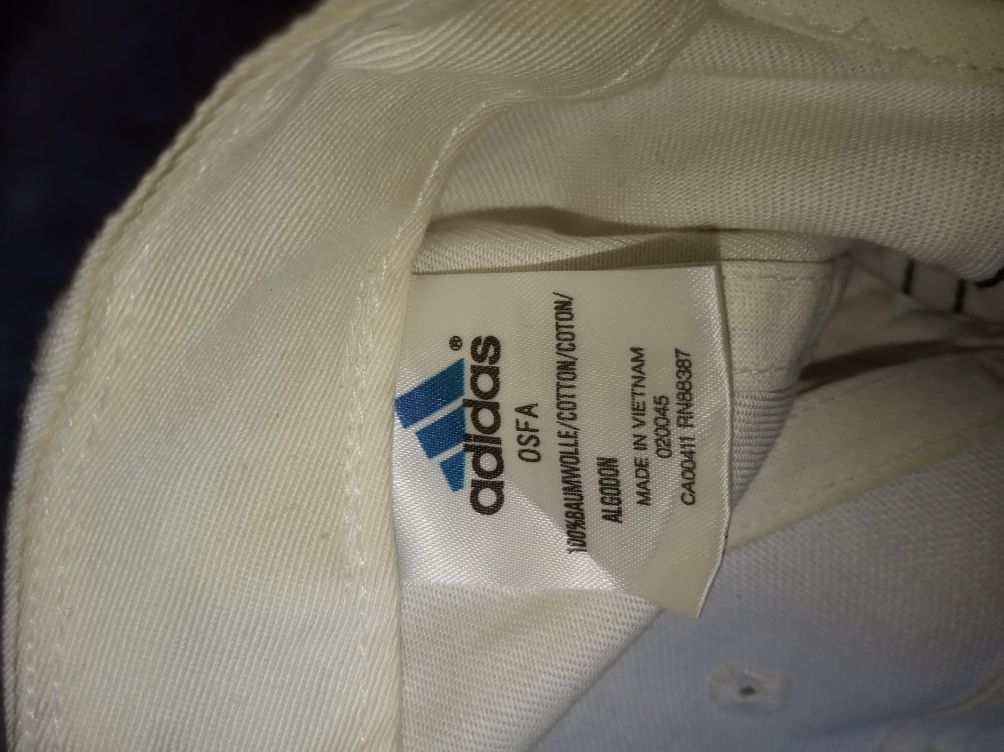 adidas®
OSFA
100%BAUMWOLLE/COTTON/COTON/
ALGODON
MADE IN VIETNAM
020045
CA00411 RN88387